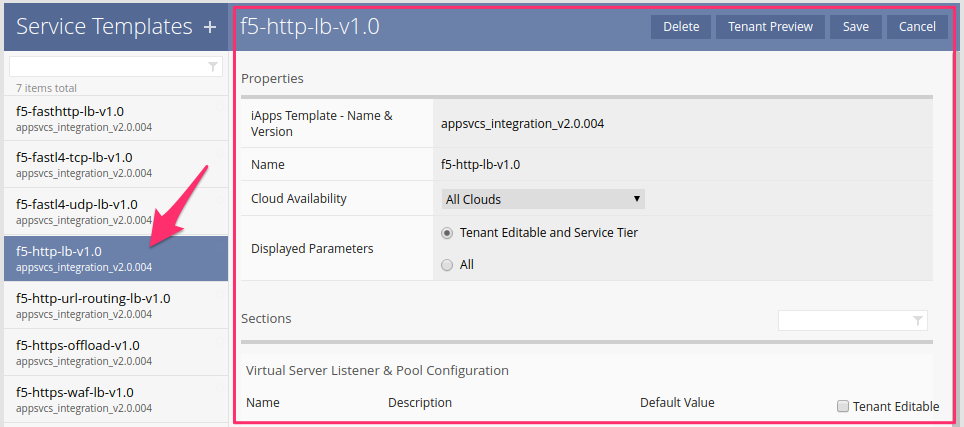 Service Templates +
f5-http-lb-v1.0
Delete
Tenant Preview
Save
Cancel
7 items total
f5-fasthttp-lb-v1.0
appsvcs_integration_v2.0.004
f5-fastl4-tcp-lb-v1.0
appsvcs_integration_v2.0.004
f5-fastl4-udp-lb-v1.0
appsvcs_integration_v2.0.004
f5-http-lb-v1.0
appsvcs_integration_v2.0.004
f5-http-url-routing-lb-v1.0
appsvcs_integration_v2.0.004
f5-https-offload-v1.0
appsvcs_integration_v2.0.004
f5-https-waf-lb-v1.0
appsvcs_integration_v2.0.004
Properties
iApps Template - Name &
Version
appsvcs_integration_v2.0.004
Name
f5-http-lb-v1.0
Cloud Availability
All Clouds
Displayed Parameters
Tenant Editable and Service Tier
All
Sections
Virtual Server Listener & Pool Configuration
Name
Description
Default Value
Tenant Editable